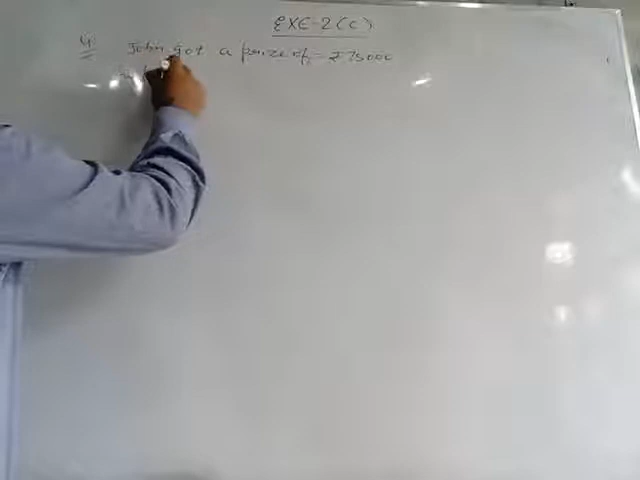 EXE-2(C)
Q John got a prize of = ₹75000